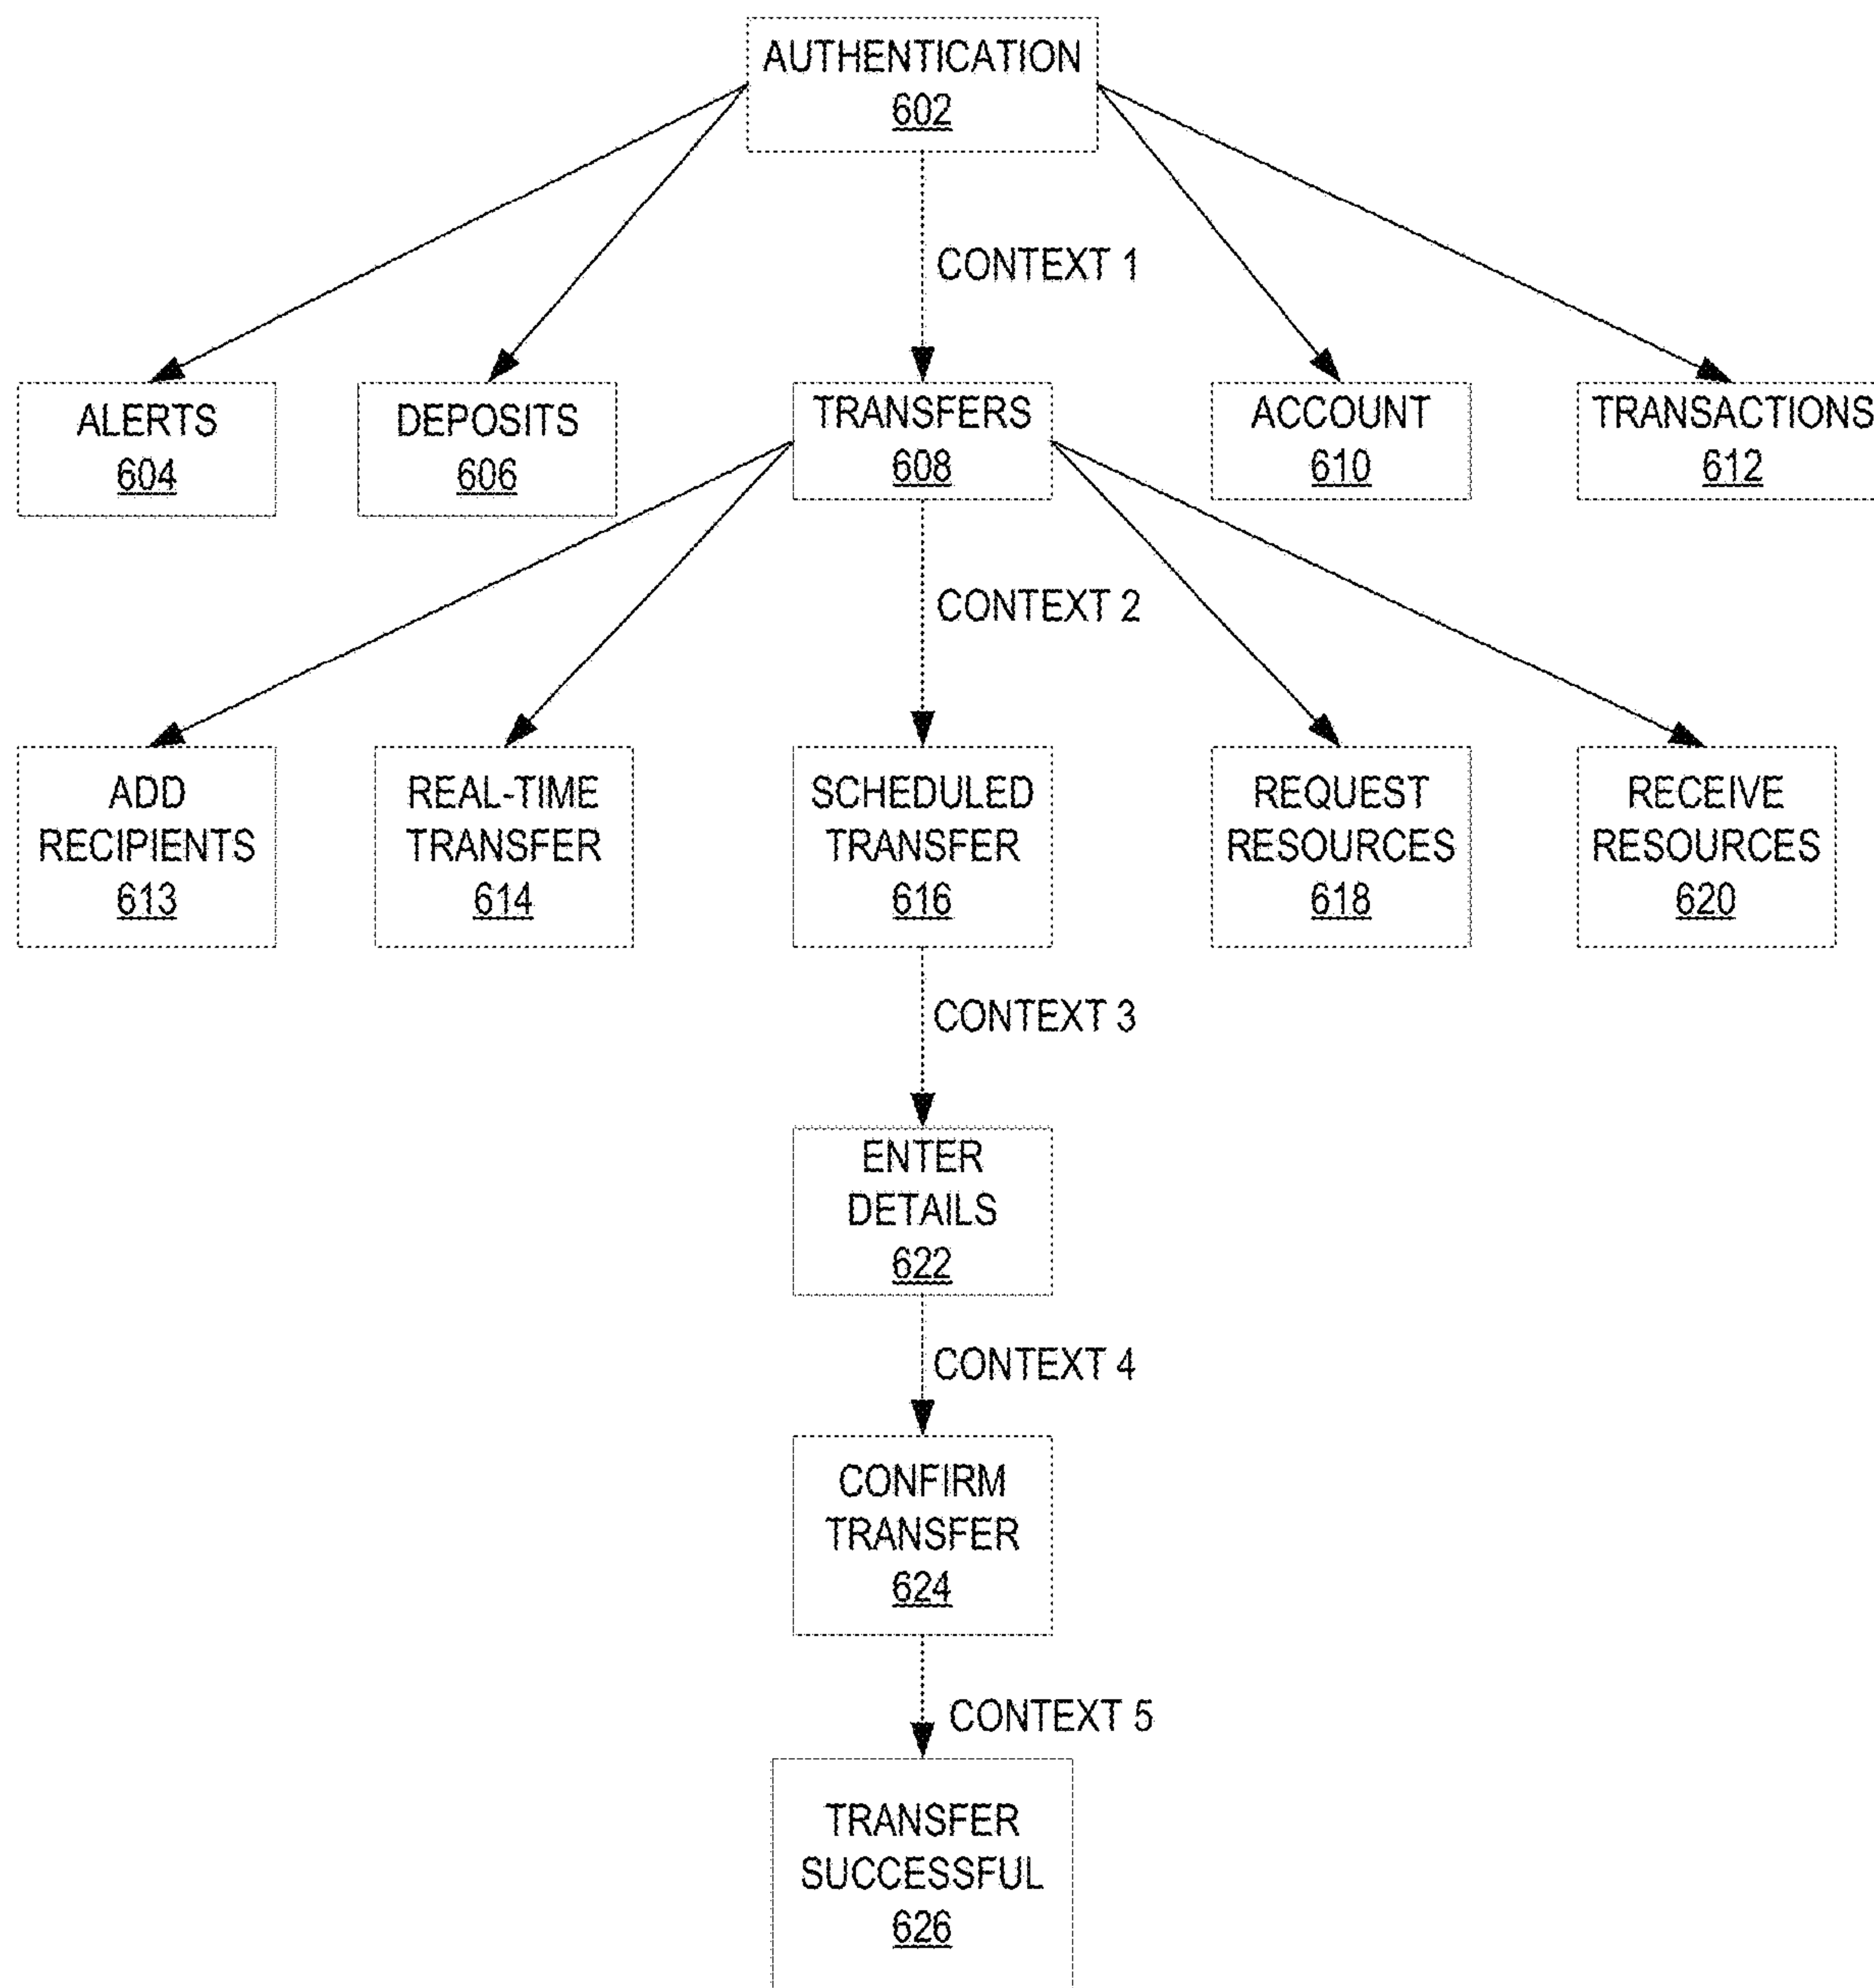 AUTHENTICATION
602
CONTEXT 1
ALERTS
604
DEPOSITS
606
TRANSFERS
608
ACCOUNT
610
TRANSACTIONS
612
CONTEXT 2
ADD
RECIPIENTS
613
REAL-TIME
TRANSFER
614
SCHEDULED
TRANSFER
616
REQUEST
RESOURCES
618
RECEIVE
RESOURCES
620
CONTEXT 3
ENTER
DETAILS
622
CONTEXT 4
CONFIRM
TRANSFER
624
CONTEXT 5
TRANSFER
SUCCESSFUL
626